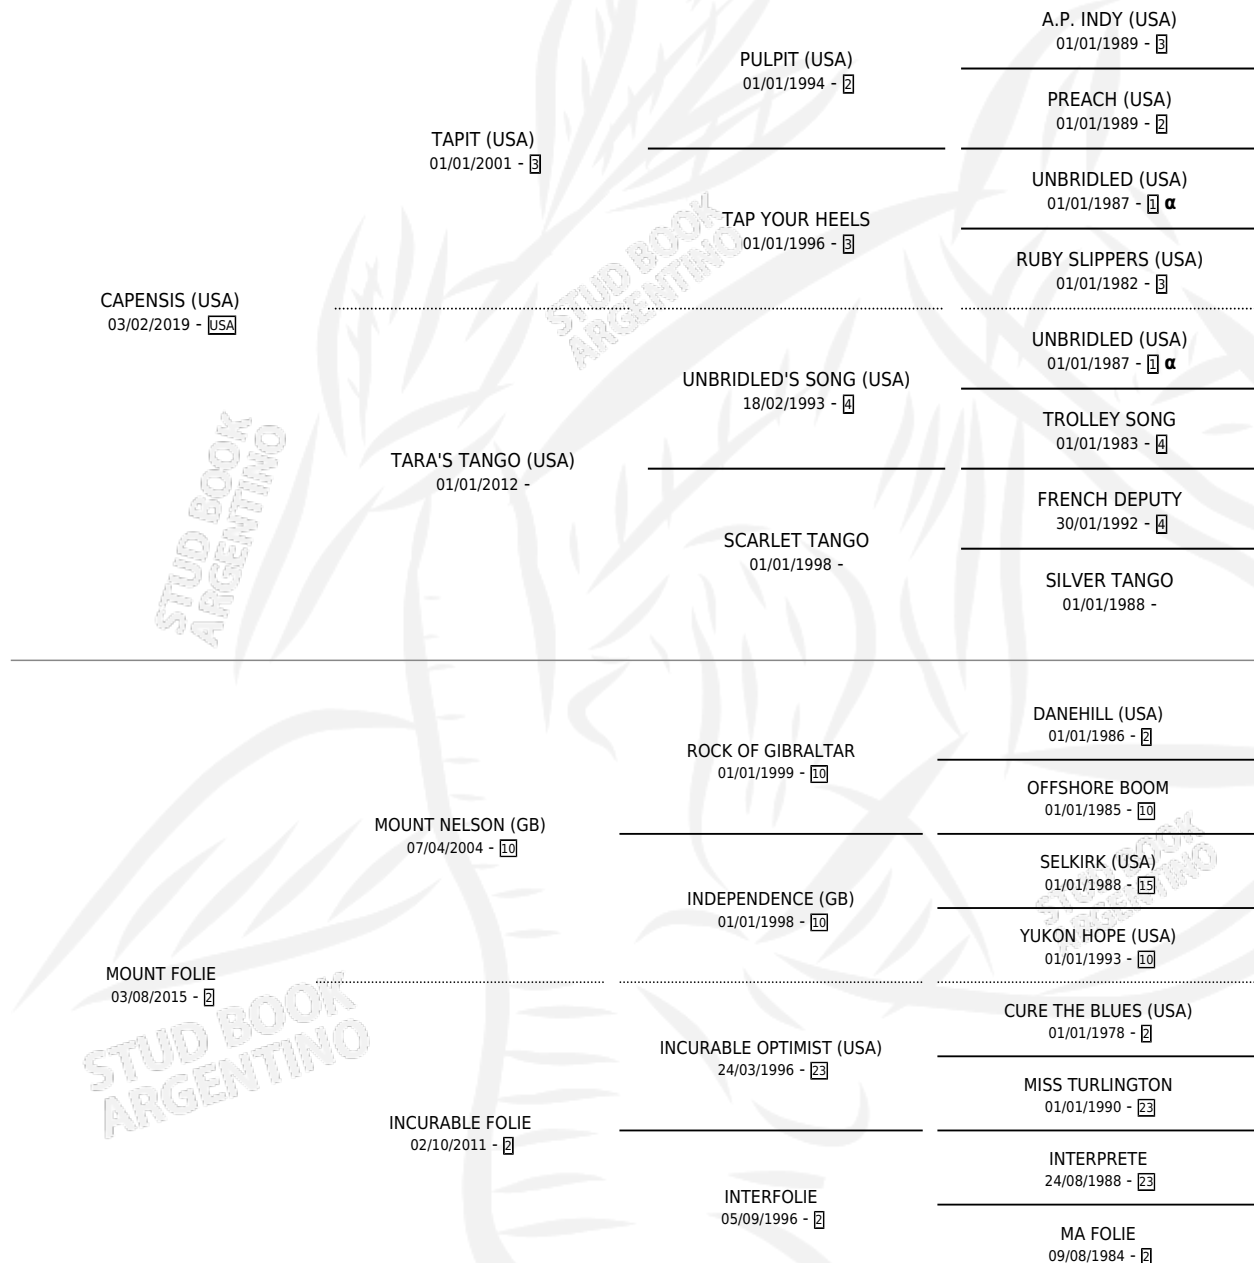 A.P. INDY (USA)
01/01/1989 - 3
PULPIT (USA)
01/01/1994 - 2
PREACH (USA)
01/01/1989 - 2
TAPIT (USA)
01/01/2001 - 3
UNBRIDLED (USA)
01/01/1987 - 1 α
TAP YOUR HEELS
01/01/1996 - 3
RUBY SLIPPERS (USA)
01/01/1982 - 3
CAPENSIS (USA)
03/02/2019 - USA
UNBRIDLED (USA)
01/01/1987 - 1 α
UNBRIDLED'S SONG (USA)
18/02/1993 - 4
TROLLEY SONG
01/01/1983 - 4
TARA'S TANGO (USA)
01/01/2012 -
FRENCH DEPUTY
30/01/1992 - 4
SCARLET TANGO
01/01/1998 -
SILVER TANGO
01/01/1988 -
DANEHILL (USA)
01/01/1986 - 2
ROCK OF GIBRALTAR
01/01/1999 - 10
OFFSHORE BOOM
01/01/1985 - 10
MOUNT NELSON (GB)
07/04/2004 - 10
SELKIRK (USA)
01/01/1988 - 15
INDEPENDENCE (GB)
01/01/1998 - 10
YUKON HOPE (USA)
01/01/1993 - 10
MOUNT FOLIE
03/08/2015 - 2
CURE THE BLUES (USA)
01/01/1978 - 2
INCURABLE OPTIMIST (USA)
24/03/1996 - 23
MISS TURLINGTON
01/01/1990 - 23
INCURABLE FOLIE
02/10/2011 - 2
INTERPRETE
24/08/1988 - 23
INTERFOLIE
05/09/1996 - 2
MA FOLIE
09/08/1984 - 2
STUD BOOK
ARGENTINO
STUD BOOK
ARGENTINO
STUD BOOK
ARGENTINO
STUD BOOK
ARGENTINO